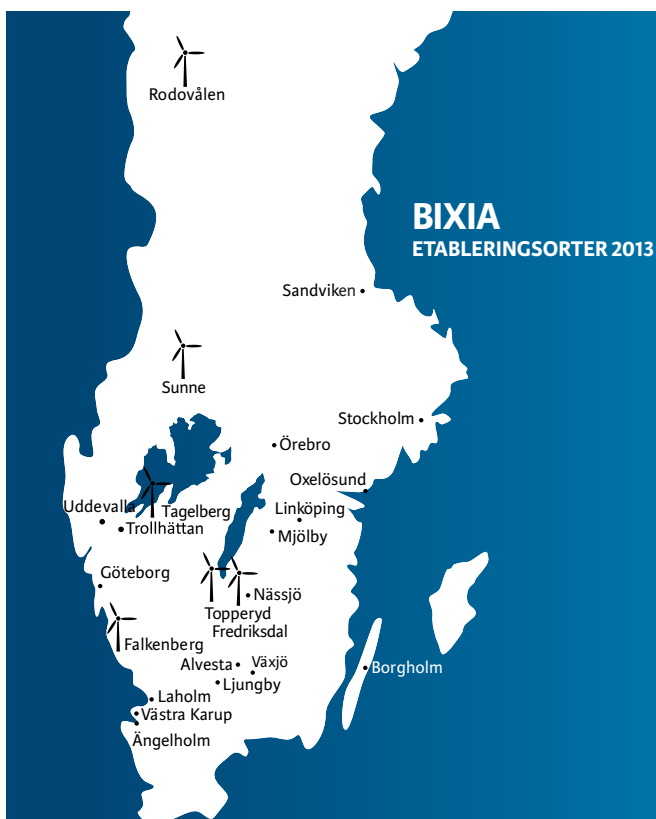 Rodovålen
BIXIA
ETABLERINGSORTER 2013
Sandviken
Sunne
Stockholm
Örebro
Oxelösund
Uddevalla
Tagelberg
Linköping
Trollhättan
Mjölby
Göteborg
Nässjö
Topperyd
Fredriksdal
Falkenberg
Alvesta
Växjö
Borgholm
Ljungby
Laholm
Västra Karup
Ängelholm